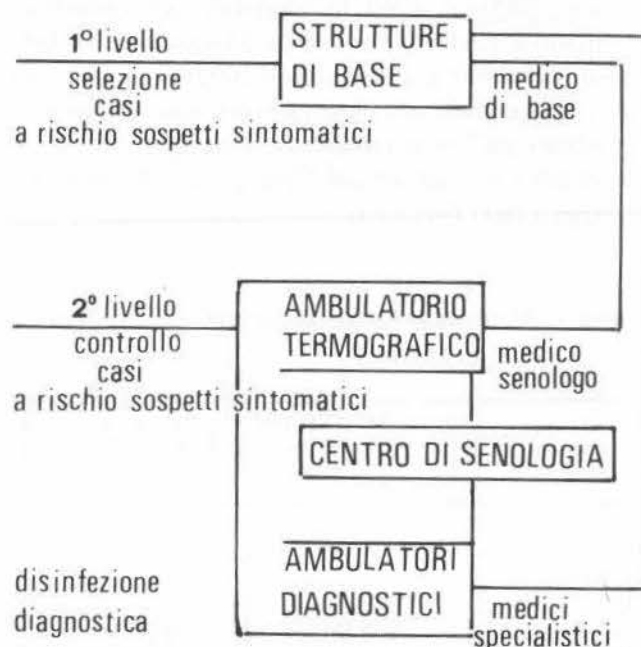 1° livello
selezione
casi
a rischio sospetti sintomatici
STRUTTURE
DI BASE
medico
di base
2° livello
controllo
casi
a rischio sospetti sintomatici
AMBULATORIO
TERMOGRAFICO
medico
senologo
CENTRO DI SENOLOGIA
AMBULATORI
DIAGNOSTICI
medici
specialistici
disinfezione
diagnostica